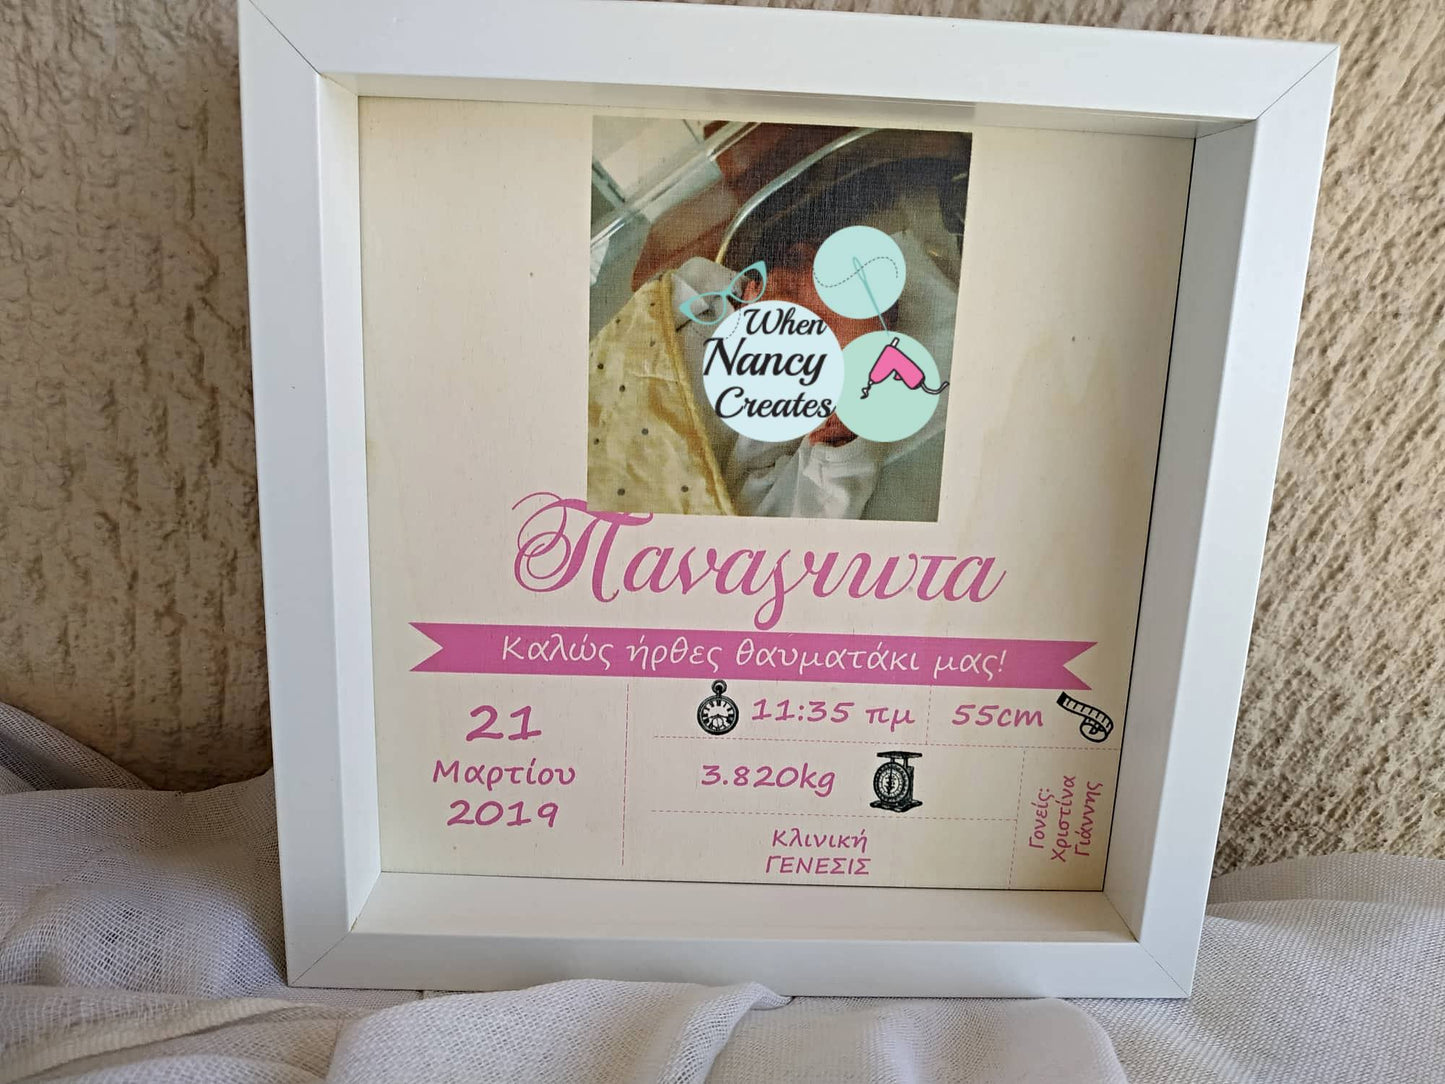 When
Nancy
Creates
Παναγιωτα
Καλώς ήρθες θαυματάκι μας!
21
Μαρτίου
2019
11:35 πμ
55cm
3.820kg
Κλινική
ΓΕΝΕΣΙΣ
Γονείς:
Χριστίνα
Γιάννης